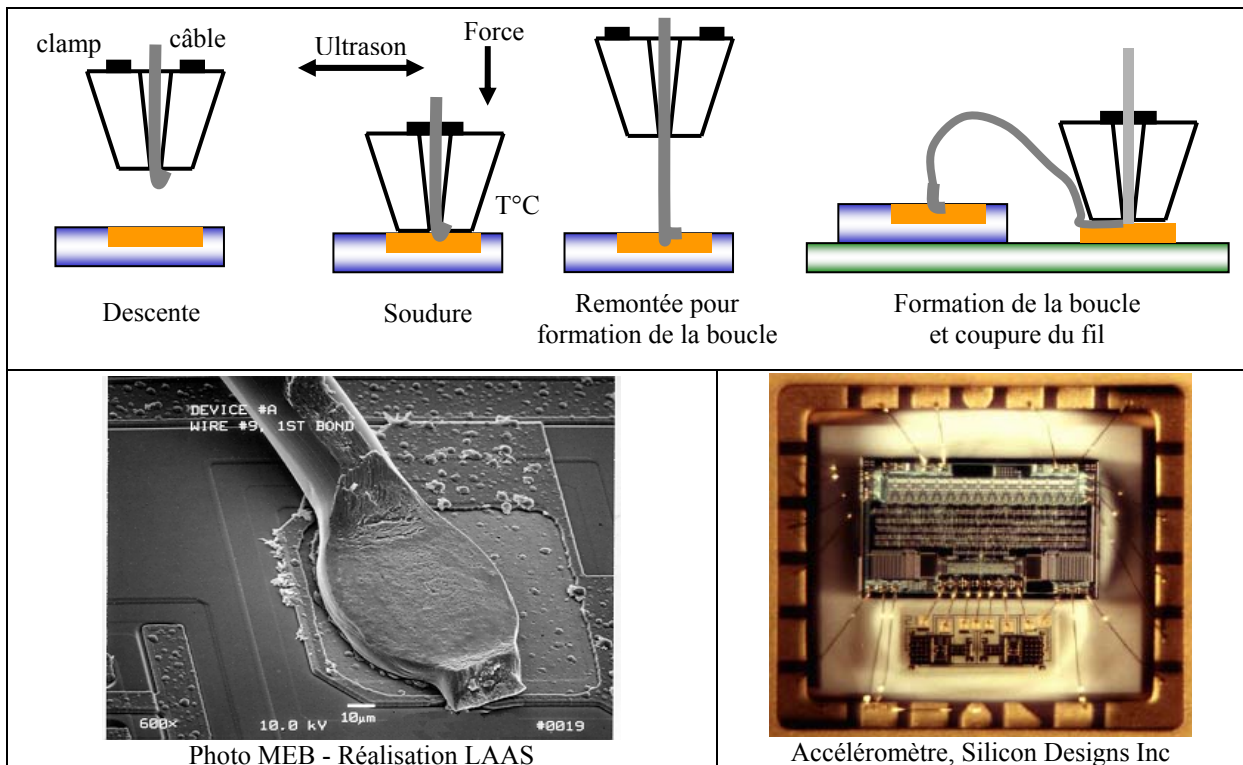 clamp
câble
Ultrason
Force
T°C
Descente
Soudure
Remontée pour
formation de la boucle
Formation de la boucle
et coupure du fil
DEVICE #A
WIRE #9, 1ST BOND
600x
10.0 kV
10µm
#0019
Photo MEB - Réalisation LAAS
Accéléromètre, Silicon Designs Inc